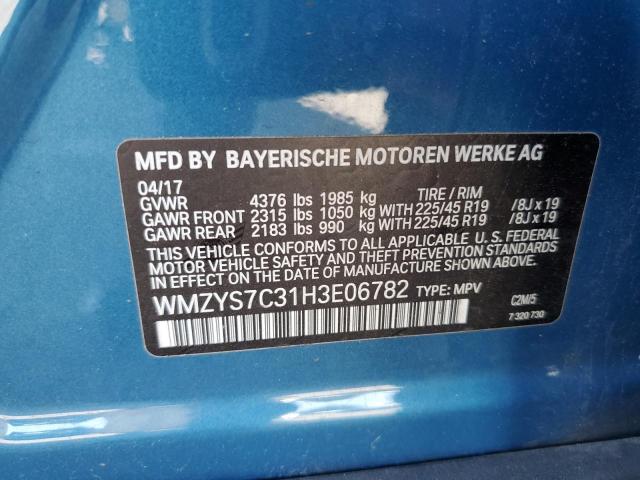 MFD BY BAYERISCHE MOTOREN WERKE AG
04/17
GVWR 4376 lbs 1985 kg TIRE / RIM
GAWR FRONT 2315 lbs 1050 kg WITH 225/45 R19 /8J x 19
GAWR REAR 2183 lbs 990 kg WITH 225/45 R19 /8J x 19
THIS VEHICLE CONFORMS TO ALL APPLICABLE U. S. FEDERAL
MOTOR VEHICLE SAFETY AND THEFT PREVENTION STANDARDS
IN EFFECT ON THE DATE OF MANUFACTURE SHOWN ABOVE.
WMZYS7C31H3E06782 TYPE: MPV
C2M/5
7 320 730